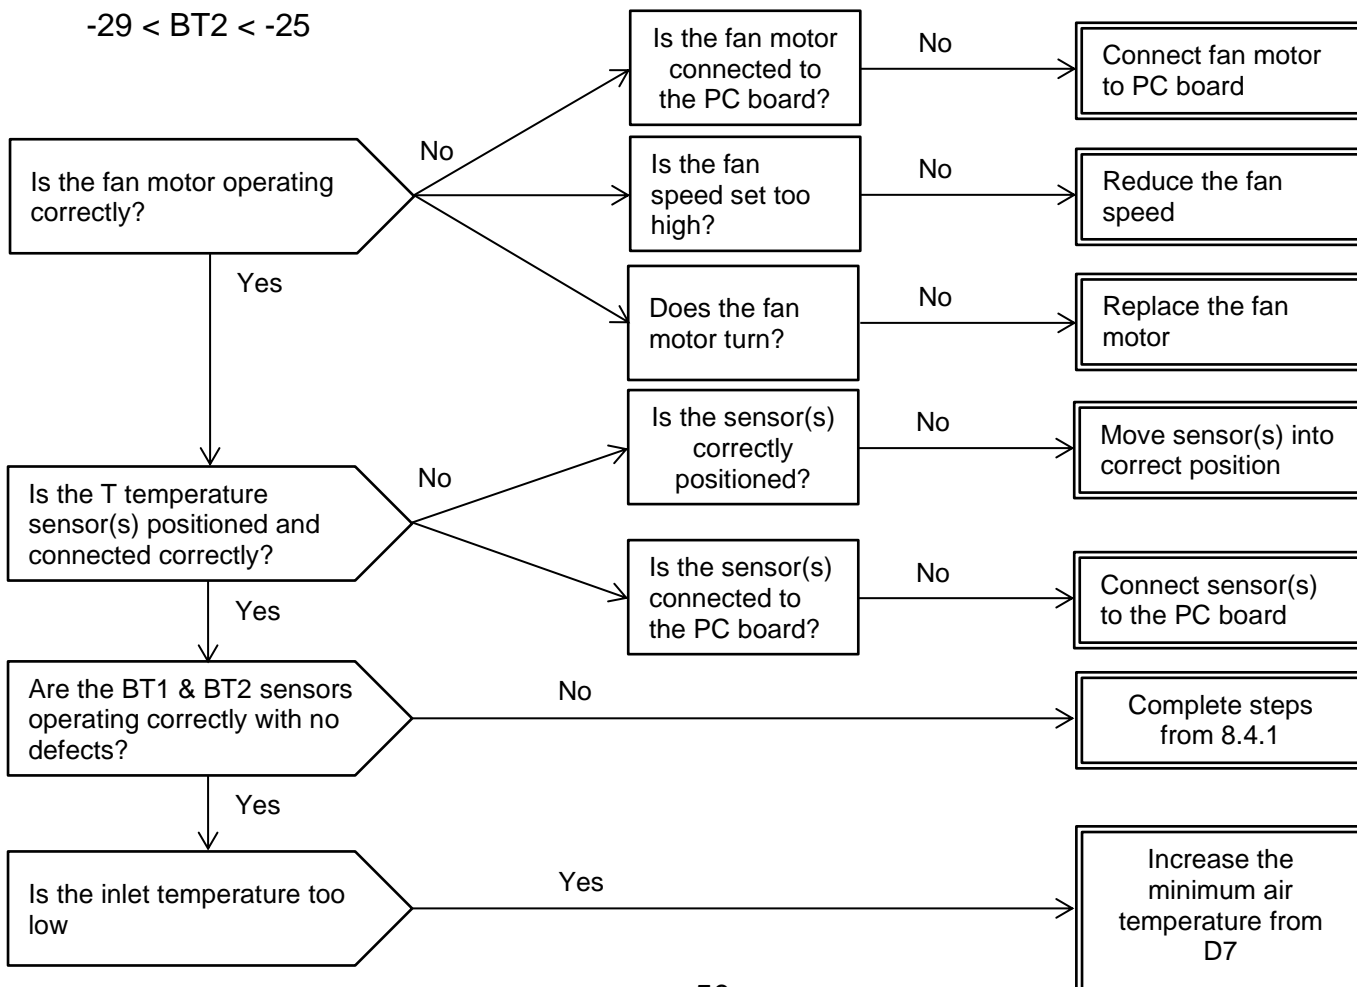 -29 < BT2 < -25
Is the fan motor
connected to
the PC board?
No
Connect fan motor
to PC board
Is the fan motor operating
correctly?
No
Is the fan
speed set too
high?
No
Reduce the fan
speed
Yes
Does the fan
motor turn?
No
Replace the fan
motor
Is the T temperature
sensor(s) positioned and
connected correctly?
No
Is the sensor(s)
correctly
positioned?
No
Move sensor(s) into
correct position
Is the sensor(s)
connected to
the PC board?
No
Connect sensor(s)
to the PC board
Yes
Are the BT1 & BT2 sensors
operating correctly with no
defects?
No
Complete steps
from 8.4.1
Yes
Is the inlet temperature too
low
Yes
Increase the
minimum air
temperature from
D7